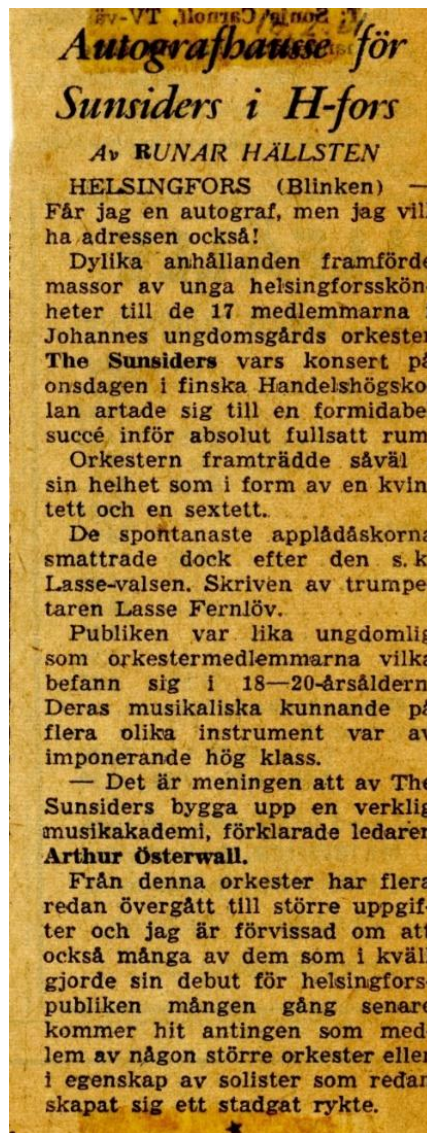 Autografhausse för
Sunsiders i H-fors
Av RUNAR HÄLLSTEN
HELSINGFORS (Blinken) —
Får jag en autograf, men jag vill
ha adressen också!
Dylika anhållanden framförde
massor av unga helsingforsskön-
heter till de 17 medlemmarna i
Johannes ungdomsgårds orkester
The Sunsiders vars konsert på
onsdagen i finska Handelshögsko-
lan artade sig till en formidabel
succé inför absolut fullsatt rum.
Orkestern framträdde såväl i
sin helhet som i form av en kvin-
tett och en sextett.
De spontanaste applådåskorna
smattrade dock efter den s. k.
Lasse-valsen. Skriven av trumpe-
taren Lasse Fernlöv.
Publiken var lika ungdomlig
som orkestermedlemmarna vilka
befann sig i 18—20-årsåldern.
Deras musikaliska kunnande på
flera olika instrument var av
imponerande hög klass.
— Det är meningen att av The
Sunsiders bygga upp en verklig
musikakademi, förklarade ledaren
Arthur Österwall.
Från denna orkester har flera
redan övergått till större uppgif-
ter och jag är förvissad om att
också många av dem som i kväll
gjorde sin debut för helsingfors-
publiken mången gång senare
kommer hit antingen som med-
lem av någon större orkester eller
i egenskap av solister som redan
skapat sig ett stadgat rykte.